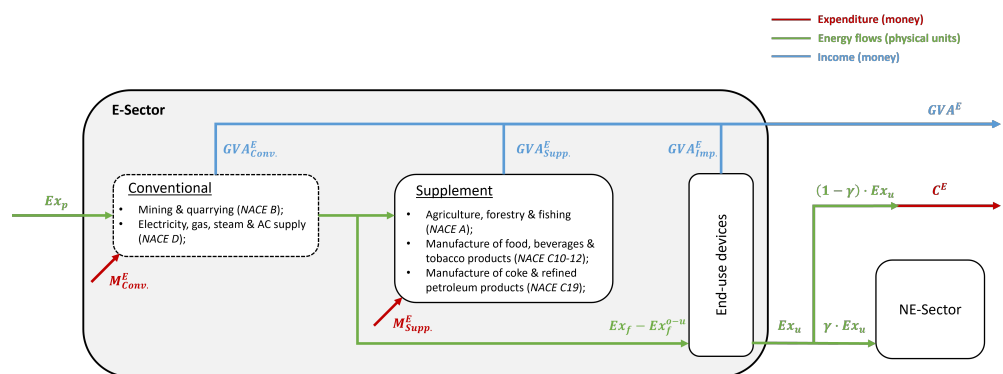 Expenditure (money)
Energy flows (physical units)
Income (money)
E-Sector
GVA^E
GVA^E_Conv.
GVA^E_Supp.
GVA^E_Imp.
Ex_p
Conventional
• Mining & quarrying (NACE B);
• Electricity, gas, steam & AC supply
(NACE D);
M^E_Conv.
Supplement
• Agriculture, forestry & fishing
(NACE A);
• Manufacture of food, beverages &
tobacco products (NACE C10-12);
• Manufacture of coke & refined
petroleum products (NACE C19);
M^E_Supp.
End-use devices
Ex_f − Ex_f^{o−u}
(1 − γ) · Ex_u
C^E
Ex_u
γ · Ex_u
NE-Sector